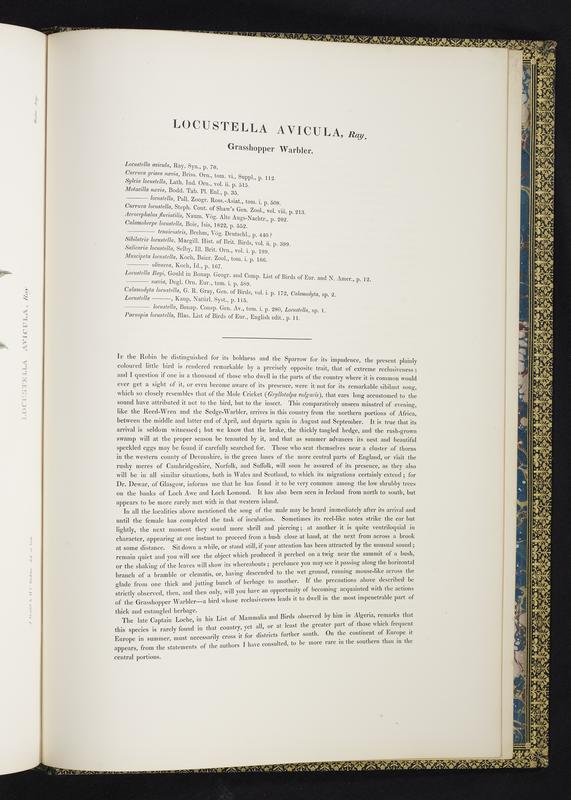 LOCUSTELLA AVICULA, Ray.
Grasshopper Warbler.
Locustella avicula, Ray, Syn., p. 70.
Curruca grisea nævia, Briss. Orn., tom. vi., Suppl., p. 112.
Sylvia locustella, Lath. Ind. Orn., vol. ii. p. 515.
Motacilla nævia, Bodd. Tab. Pl. Enl., p. 35.
——— locustella, Pall. Zoogr. Ross.-Asiat., tom. i. p. 508.
Curruca locustella, Steph. Cont. of Shaw's Gen. Zool., vol. viii. p. 213.
Acrocephalus fluviatilis, Naum. Vög. Alte Augs-Nachtr., p. 202.
Calamoherpe locustella, Boie, Isis, 1822, p. 552.
——— tenuirostris, Brehm, Vög. Deutschl., p. 440?
Sibilatrix locustella, Macgill. Hist. of Brit. Birds, vol. ii. p. 399.
Salicaria locustella, Selby, Ill. Brit. Orn., vol. i. p. 199.
Muscipeta locustella, Koch, Baier. Zool., tom. i. p. 166.
——— olivacea, Koch, Id., p. 167.
Locustella Rayi, Gould in Bonap. Geogr. and Comp. List of Birds of Eur. and N. Amer., p. 12.
——— nævia, Degl. Orn. Eur., tom. i. p. 589.
Calamodyta locustella, G. R. Gray, Gen. of Birds, vol. i. p. 172, Calamodyta, sp. 2.
Locustella ———, Kaup, Natürl. Syst., p. 115.
——— locustella, Bonap. Consp. Gen. Av., tom. i. p. 280, Locustella, sp. 1.
Parnopia locustella, Blas. List of Birds of Eur., English edit., p. 11.
IF the Robin be distinguished for its boldness and the Sparrow for its impudence, the present plainly
coloured little bird is rendered remarkable by a precisely opposite trait, that of extreme reclusiveness;
and I question if one in a thousand of those who dwell in the parts of the country where it is common would
ever get a sight of it, or even become aware of its presence, were it not for its remarkable sibilant song,
which so closely resembles that of the Mole Cricket (Gryllotalpa vulgaris), that ears long accustomed to the
sound have attributed it not to the bird, but to the insect. This comparatively unseen minstrel of evening,
like the Reed-Wren and the Sedge-Warbler, arrives in this country from the northern portions of Africa,
between the middle and latter end of April, and departs again in August and September. It is true that its
arrival is seldom witnessed; but we know that the brake, the thickly tangled hedge, and the rush-grown
swamp will at the proper season be tenanted by it, and that as summer advances its nest and beautiful
speckled eggs may be found if carefully searched for. Those who seat themselves near a cluster of thorns
in the western county of Devonshire, in the green lanes of the more central parts of England, or visit the
rushy meres of Cambridgeshire, Norfolk, and Suffolk, will soon be assured of its presence, as they also
will be in all similar situations, both in Wales and Scotland, to which its migrations certainly extend; for
Dr. Dewar, of Glasgow, informs me that he has found it to be very common among the low shrubby trees
on the banks of Loch Awe and Loch Lomond. It has also been seen in Ireland from north to south, but
appears to be more rarely met with in that western island.
In all the localities above mentioned the song of the male may be heard immediately after its arrival and
until the female has completed the task of incubation. Sometimes its reel-like notes strike the ear but
lightly, the next moment they sound more shrill and piercing; at another it is quite ventriloquial in
character, appearing at one instant to proceed from a bush close at hand, at the next from across a brook
at some distance. Sit down a while, or stand still, if your attention has been attracted by the unusual sound;
remain quiet and you will see the object which produced it perched on a twig near the summit of a bush,
or the shaking of the leaves will show its whereabouts; perchance you may see it passing along the horizontal
branch of a bramble or clematis, or, having descended to the wet ground, running mouse-like across the
glade from one thick and jutting bunch of herbage to another. If the precautions above described be
strictly observed, then, and then only, will you have an opportunity of becoming acquainted with the actions
of the Grasshopper Warbler—a bird whose reclusiveness leads it to dwell in the most impenetrable part of
thick and entangled herbage.
The late Captain Loche, in his List of Mammalia and Birds observed by him in Algeria, remarks that
this species is rarely found in that country, yet all, or at least the greater part of those which frequent
Europe in summer, must necessarily cross it for districts further south. On the continent of Europe it
appears, from the statements of the authors I have consulted, to be more rare in the southern than in the
central portions.
LOCUSTELLA AVICULA, Ray